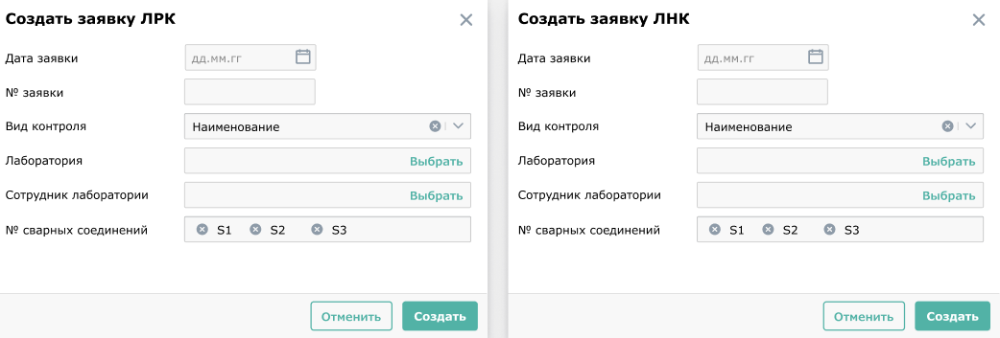 Создать заявку ЛРК
Дата заявки
дд.мм.гг
№ заявки
Вид контроля
Наименование
Лаборатория
Выбрать
Сотрудник лаборатории
Выбрать
№ сварных соединений
S1 S2 S3
Отменить
Создать
Создать заявку ЛНК
Дата заявки
дд.мм.гг
№ заявки
Вид контроля
Наименование
Лаборатория
Выбрать
Сотрудник лаборатории
Выбрать
№ сварных соединений
S1 S2 S3
Отменить
Создать